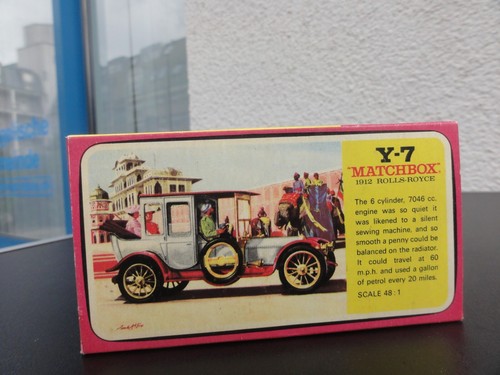 Y-7
"MATCHBOX"
1912 ROLLS-ROYCE
The 6 cylinder, 7046 cc,
engine was so quiet it
was likened to a silent
sewing machine, and so
smooth a penny could be
balanced on the radiator.
It could travel at 60
m.p.h. and used a gallon
of petrol every 20 miles.
SCALE 48 : 1